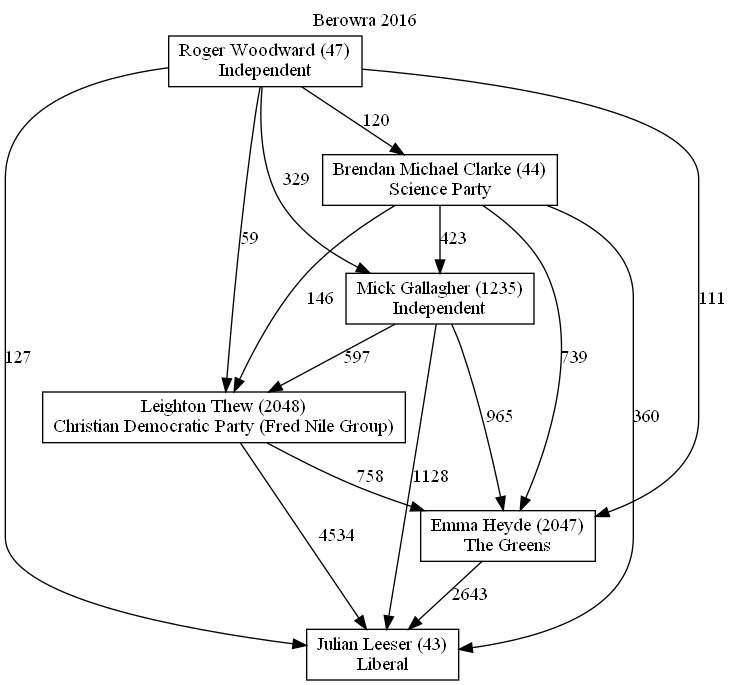 Berowra 2016
Roger Woodward (47)
Independent
120
Brendan Michael Clarke (44)
Science Party
329
59
423
146
Mick Gallagher (1235)
Independent
111
127
597
739
965
360
Leighton Thew (2048)
Christian Democratic Party (Fred Nile Group)
758
1128
Emma Heyde (2047)
The Greens
4534
2643
Julian Leeser (43)
Liberal